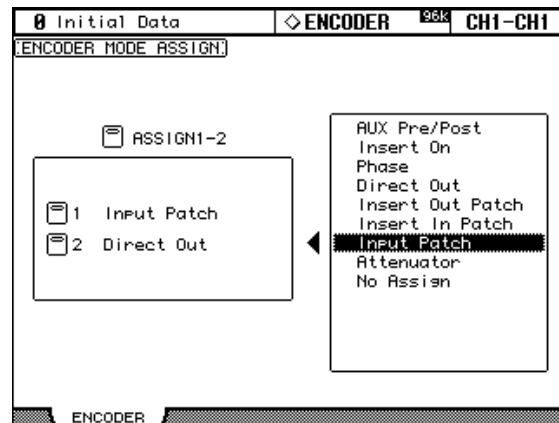 0 Initial Data ◇ENCODER 96k CH1-CH1
ENCODER MODE ASSIGN
ASSIGN1-2
1 Input Patch
2 Direct Out
AUX Pre/Post
Insert On
Phase
Direct Out
Insert Out Patch
Insert In Patch
Input Patch
Attenuator
No Assign
ENCODER